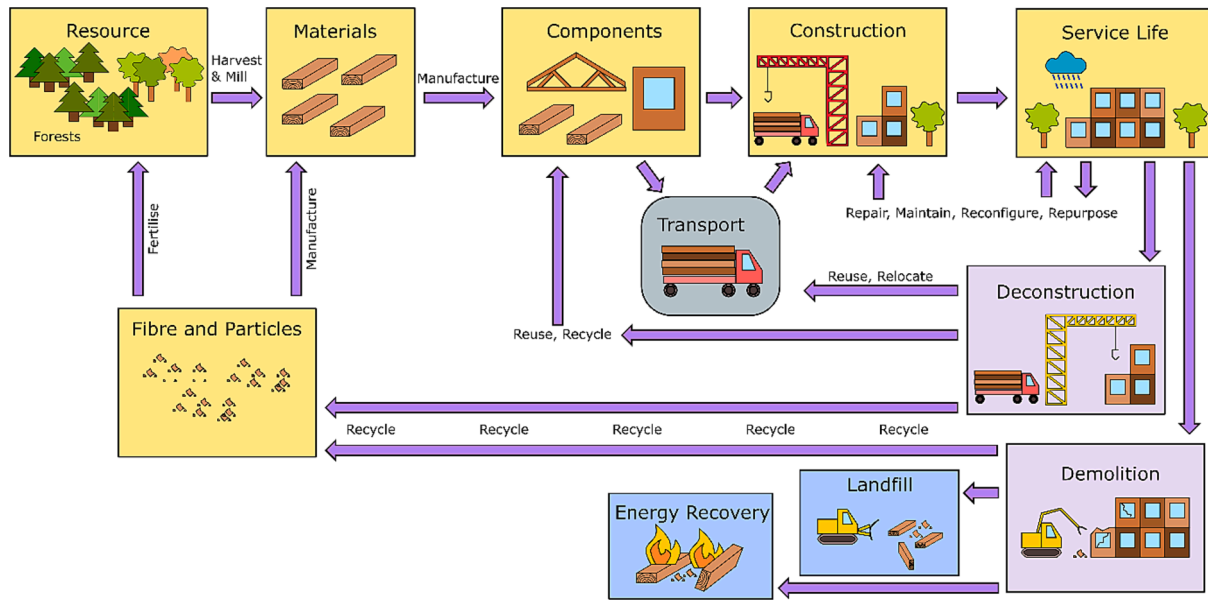 Resource
Harvest
& Mill
Materials
Manufacture
Components
Construction
Service Life
Forests
Fertilise
Manufacture
Transport
Repair, Maintain, Reconfigure, Repurpose
Reuse, Relocate
Deconstruction
Fibre and Particles
Reuse, Recycle
Recycle Recycle Recycle Recycle Recycle
Demolition
Landfill
Energy Recovery